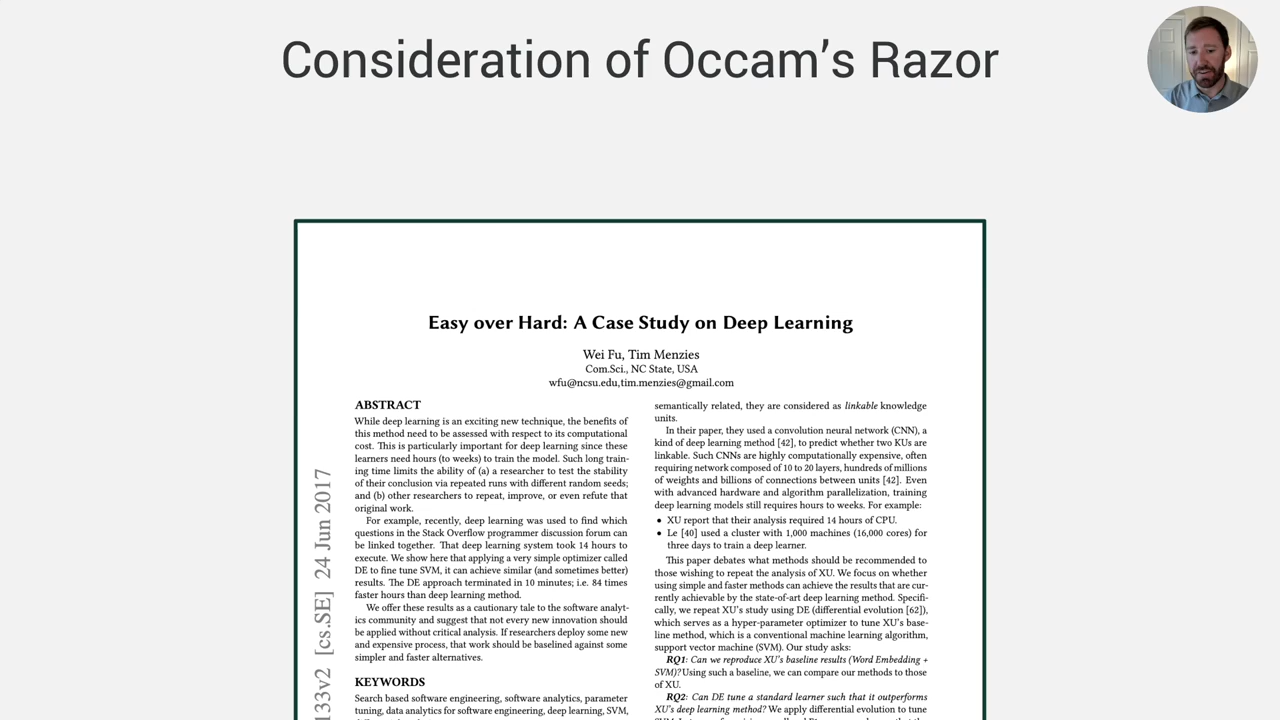 Consideration of Occam's Razor
Easy over Hard: A Case Study on Deep Learning
Wei Fu, Tim Menzies
Com.Sci., NC State, USA
wfu@ncsu.edu,tim.menzies@gmail.com
ABSTRACT
While deep learning is an exciting new technique, the benefits of
this method need to be assessed with respect to its computational
cost. This is particularly important for deep learning since these
learners need hours (to weeks) to train the model. Such long train-
ing time limits the ability of (a) a researcher to test the stability
of their conclusion via repeated runs with different random seeds;
and (b) other researchers to repeat, improve, or even refute that
original work.
For example, recently, deep learning was used to find which
questions in the Stack Overflow programmer discussion forum can
be linked together. That deep learning system took 14 hours to
execute. We show here that applying a very simple optimizer called
DE to fine tune SVM, it can achieve similar (and sometimes better)
results. The DE approach terminated in 10 minutes; i.e. 84 times
faster hours than deep learning method.
We offer these results as a cautionary tale to the software analyt-
ics community and suggest that not every new innovation should
be applied without critical analysis. If researchers deploy some new
and expensive process, that work should be baselined against some
simpler and faster alternatives.
KEYWORDS
Search based software engineering, software analytics, parameter
tuning, data analytics for software engineering, deep learning, SVM,
semantically related, they are considered as linkable knowledge
units.
In their paper, they used a convolution neural network (CNN), a
kind of deep learning method [42], to predict whether two KUs are
linkable. Such CNNs are highly computationally expensive, often
requiring network composed of 10 to 20 layers, hundreds of millions
of weights and billions of connections between units [42]. Even
with advanced hardware and algorithm parallelization, training
deep learning models still requires hours to weeks. For example:
• XU report that their analysis required 14 hours of CPU.
• Le [40] used a cluster with 1,000 machines (16,000 cores) for
three days to train a deep learner.
This paper debates what methods should be recommended to
those wishing to repeat the analysis of XU. We focus on whether
using simple and faster methods can achieve the results that are cur-
rently achievable by the state-of-art deep learning method. Specifi-
cally, we repeat XU's study using DE (differential evolution [62]),
which serves as a hyper-parameter optimizer to tune XU's base-
line method, which is a conventional machine learning algorithm,
support vector machine (SVM). Our study asks:
RQ1: Can we reproduce XU's baseline results (Word Embedding +
SVM)? Using such a baseline, we can compare our methods to those
of XU.
RQ2: Can DE tune a standard learner such that it outperforms
XU's deep learning method? We apply differential evolution to tune
133v2 [cs.SE] 24 Jun 2017